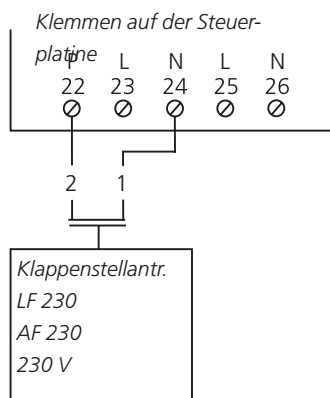 Klemmen auf der Steuer-
platine
P L N L N
22 23 24 25 26
2 1
Klappenstellantr.
LF 230
AF 230
230 V